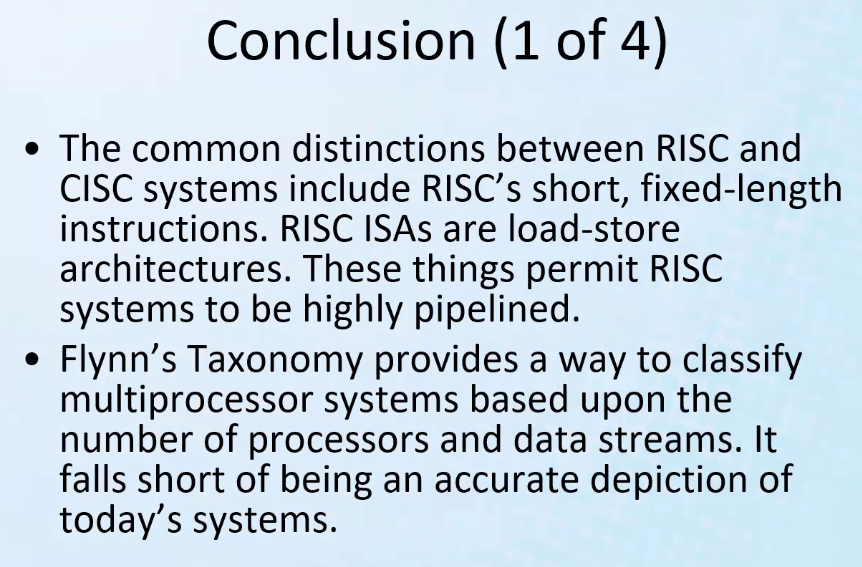 Conclusion (1 of 4)
• The common distinctions between RISC and
CISC systems include RISC’s short, fixed-length
instructions. RISC ISAs are load-store
architectures. These things permit RISC
systems to be highly pipelined.
• Flynn’s Taxonomy provides a way to classify
multiprocessor systems based upon the
number of processors and data streams. It
falls short of being an accurate depiction of
today’s systems.